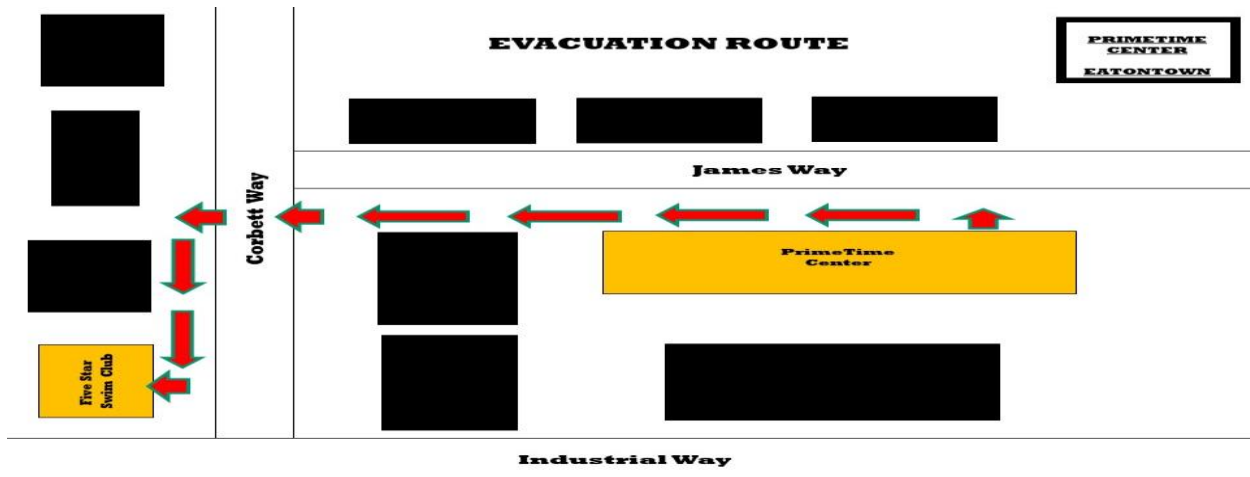 EVACUATION ROUTE
PRIMETIME
CENTER
EATONTOWN
James Way
Corbett Way
PrimeTime
Center
Five Star
Swim Club
Industrial Way